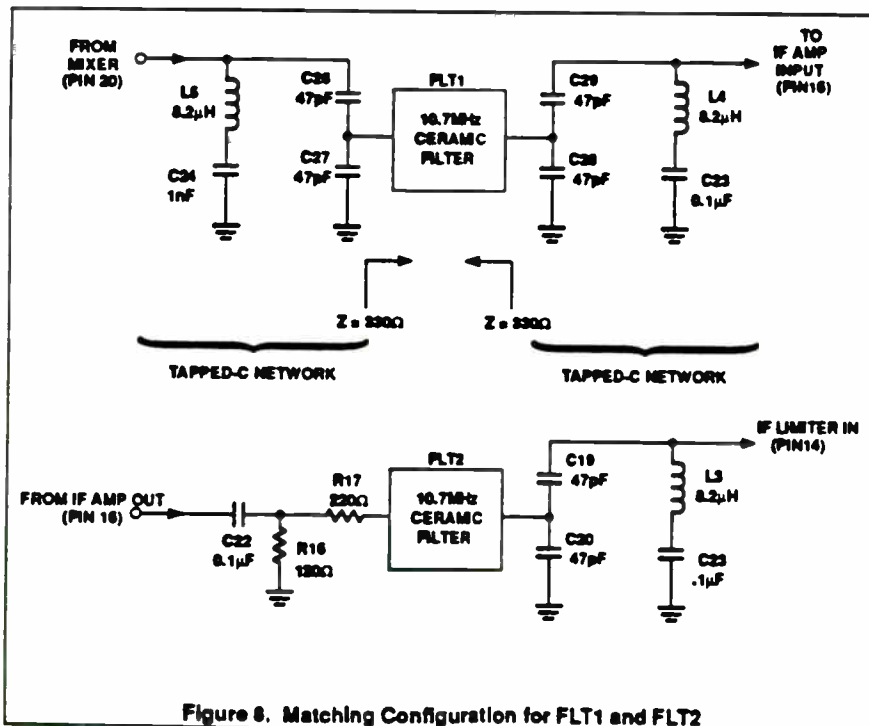 FROM
MIXER
(PIN 20)
L5
8.2µH
C24
1nF
C26
47pF
C27
47pF
FLT1
10.7MHz
CERAMIC
FILTER
C29
47pF
C28
47pF
L4
8.2µH
C23
0.1µF
TO
IF AMP
INPUT
(PIN16)
Z = 330Ω
Z = 330Ω
TAPPED-C NETWORK
TAPPED-C NETWORK
FROM IF AMP OUT
(PIN 16)
C22
0.1µF
R17
220Ω
R16
120Ω
FLT2
10.7MHz
CERAMIC
FILTER
C19
47pF
C20
47pF
IF LIMITER IN
(PIN14)
L3
8.2µH
C23
.1µF
Figure 8. Matching Configuration for FLT1 and FLT2